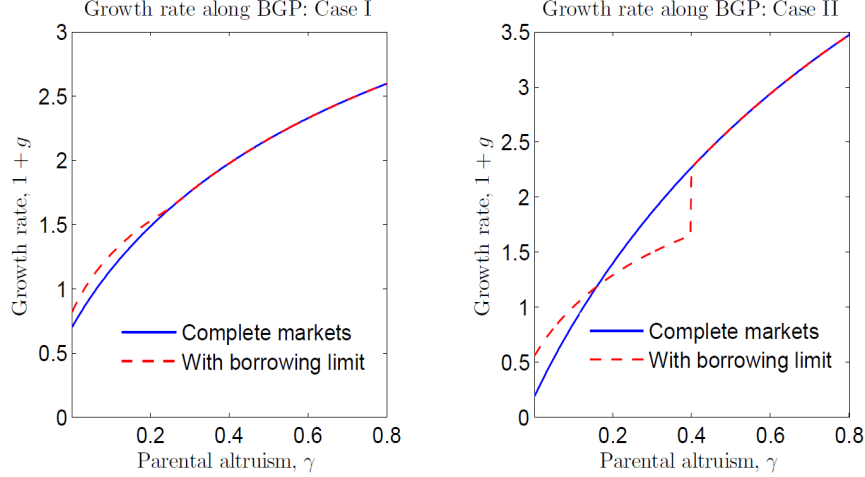 Growth rate along BGP: Case I
3
2.5
2
1.5
1
0.5
0
Growth rate, 1 + g
Complete markets
With borrowing limit
0.2
0.4
0.6
0.8
Parental altruism, γ
Growth rate along BGP: Case II
3.5
3
2.5
2
1.5
1
0.5
0
Growth rate, 1 + g
Complete markets
With borrowing limit
0.2
0.4
0.6
0.8
Parental altruism, γ